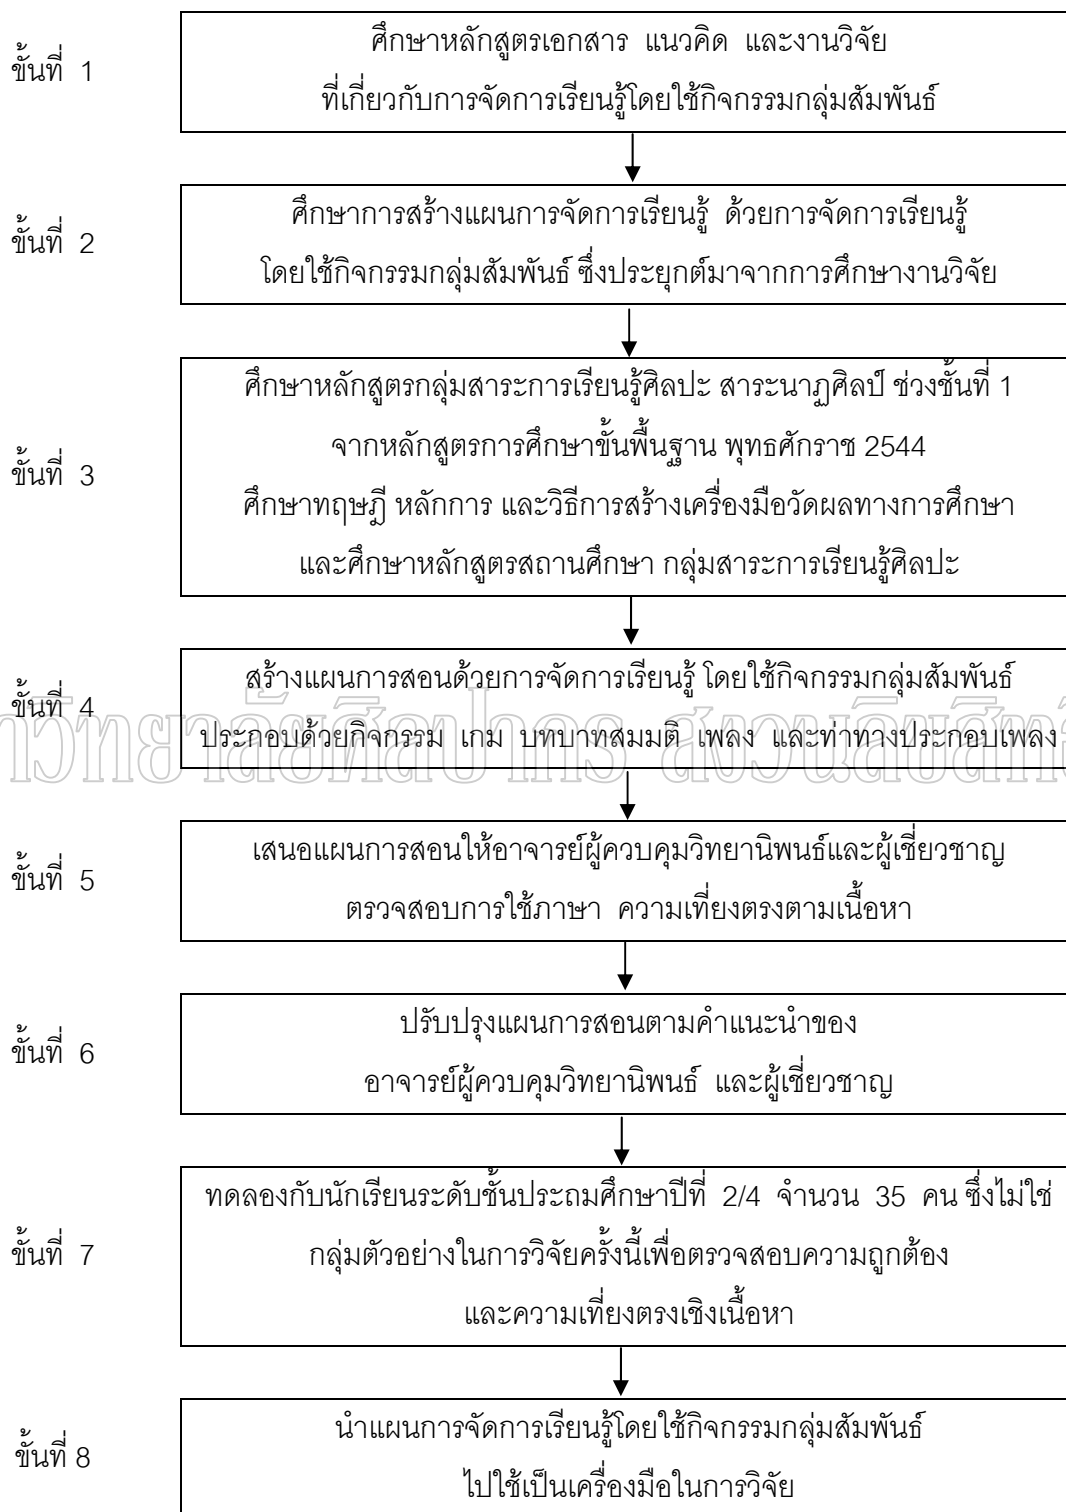 ขั้นที่ 1
ศึกษาหลักสูตรเอกสาร แนวคิด และงานวิจัย
ที่เกี่ยวกับการจัดการเรียนรู้โดยใช้กิจกรรมกลุ่มสัมพันธ์
ขั้นที่ 2
ศึกษาการสร้างแผนการจัดการเรียนรู้ ด้วยการจัดการเรียนรู้
โดยใช้กิจกรรมกลุ่มสัมพันธ์ ซึ่งประยุกต์มาจากการศึกษางานวิจัย
ขั้นที่ 3
ศึกษาหลักสูตรกลุ่มสาระการเรียนรู้ศิลปะ สาระนาฏศิลป์ ช่วงชั้นที่ 1
จากหลักสูตรการศึกษาขั้นพื้นฐาน พุทธศักราช 2544
ศึกษาทฤษฎี หลักการ และวิธีการสร้างเครื่องมือวัดผลทางการศึกษา
และศึกษาหลักสูตรสถานศึกษา กลุ่มสาระการเรียนรู้ศิลปะ
ขั้นที่ 4
สร้างแผนการสอนด้วยการจัดการเรียนรู้ โดยใช้กิจกรรมกลุ่มสัมพันธ์
ประกอบด้วยกิจกรรม เกม บทบาทสมมติ เพลง และท่าทางประกอบเพลง
าวิทยาลัยศิลปากร สงวนลิขสิทธิ
ขั้นที่ 5
เสนอแผนการสอนให้อาจารย์ผู้ควบคุมวิทยานิพนธ์และผู้เชี่ยวชาญ
ตรวจสอบการใช้ภาษา ความเที่ยงตรงตามเนื้อหา
ขั้นที่ 6
ปรับปรุงแผนการสอนตามคำแนะนำของ
อาจารย์ผู้ควบคุมวิทยานิพนธ์ และผู้เชี่ยวชาญ
ขั้นที่ 7
ทดลองกับนักเรียนระดับชั้นประถมศึกษาปีที่ 2/4 จำนวน 35 คน ซึ่งไม่ใช่
กลุ่มตัวอย่างในการวิจัยครั้งนี้เพื่อตรวจสอบความถูกต้อง
และความเที่ยงตรงเชิงเนื้อหา
ขั้นที่ 8
นำแผนการจัดการเรียนรู้โดยใช้กิจกรรมกลุ่มสัมพันธ์
ไปใช้เป็นเครื่องมือในการวิจัย